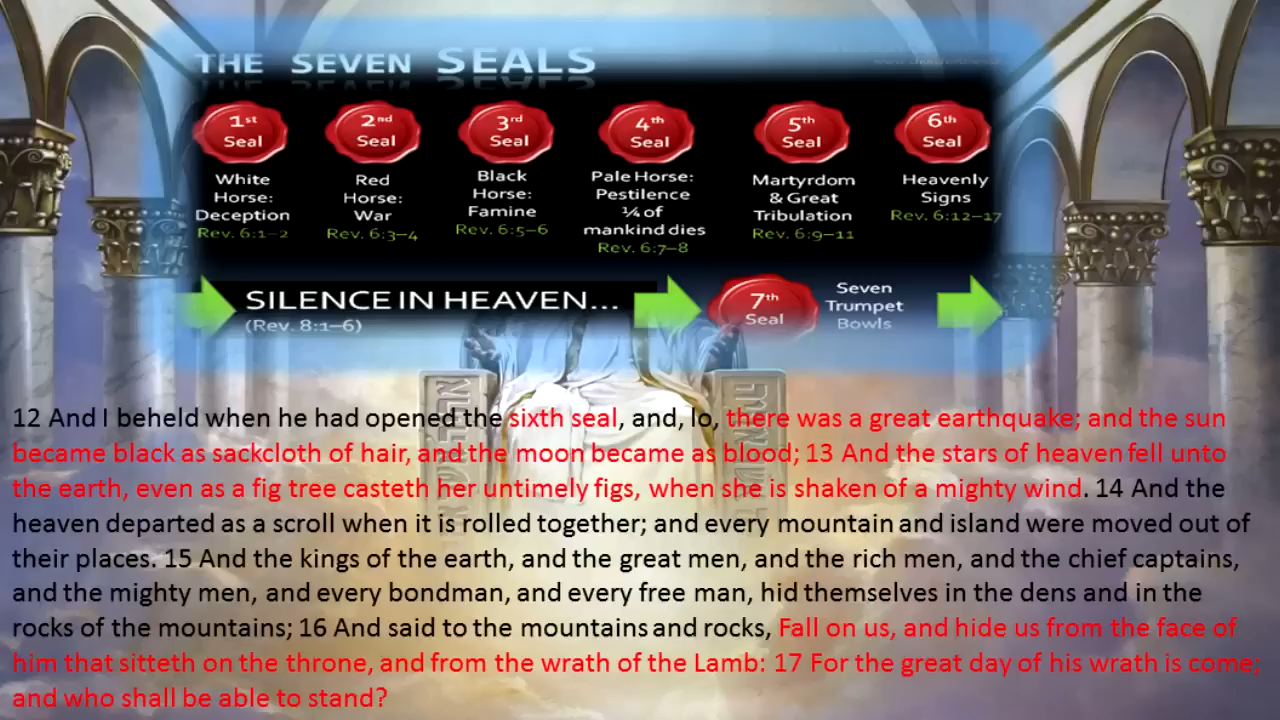 THE SEVEN SEALS
1st Seal
2nd Seal
3rd Seal
4th Seal
5th Seal
6th Seal
White Horse: Deception
Rev. 6:1–2
Red Horse: War
Rev. 6:3–4
Black Horse: Famine
Rev. 6:5–6
Pale Horse: Pestilence ¼ of mankind dies
Rev. 6:7–8
Martyrdom & Great Tribulation
Rev. 6:9–11
Heavenly Signs
Rev. 6:12–17
SILENCE IN HEAVEN...
(Rev. 8:1–6)
7th Seal
Seven Trumpet Bowls
12 And I beheld when he had opened the sixth seal, and, lo, there was a great earthquake; and the sun
became black as sackcloth of hair, and the moon became as blood; 13 And the stars of heaven fell unto
the earth, even as a fig tree casteth her untimely figs, when she is shaken of a mighty wind. 14 And the
heaven departed as a scroll when it is rolled together; and every mountain and island were moved out of
their places. 15 And the kings of the earth, and the great men, and the rich men, and the chief captains,
and the mighty men, and every bondman, and every free man, hid themselves in the dens and in the
rocks of the mountains; 16 And said to the mountains and rocks, Fall on us, and hide us from the face of
him that sitteth on the throne, and from the wrath of the Lamb: 17 For the great day of his wrath is come;
and who shall be able to stand?